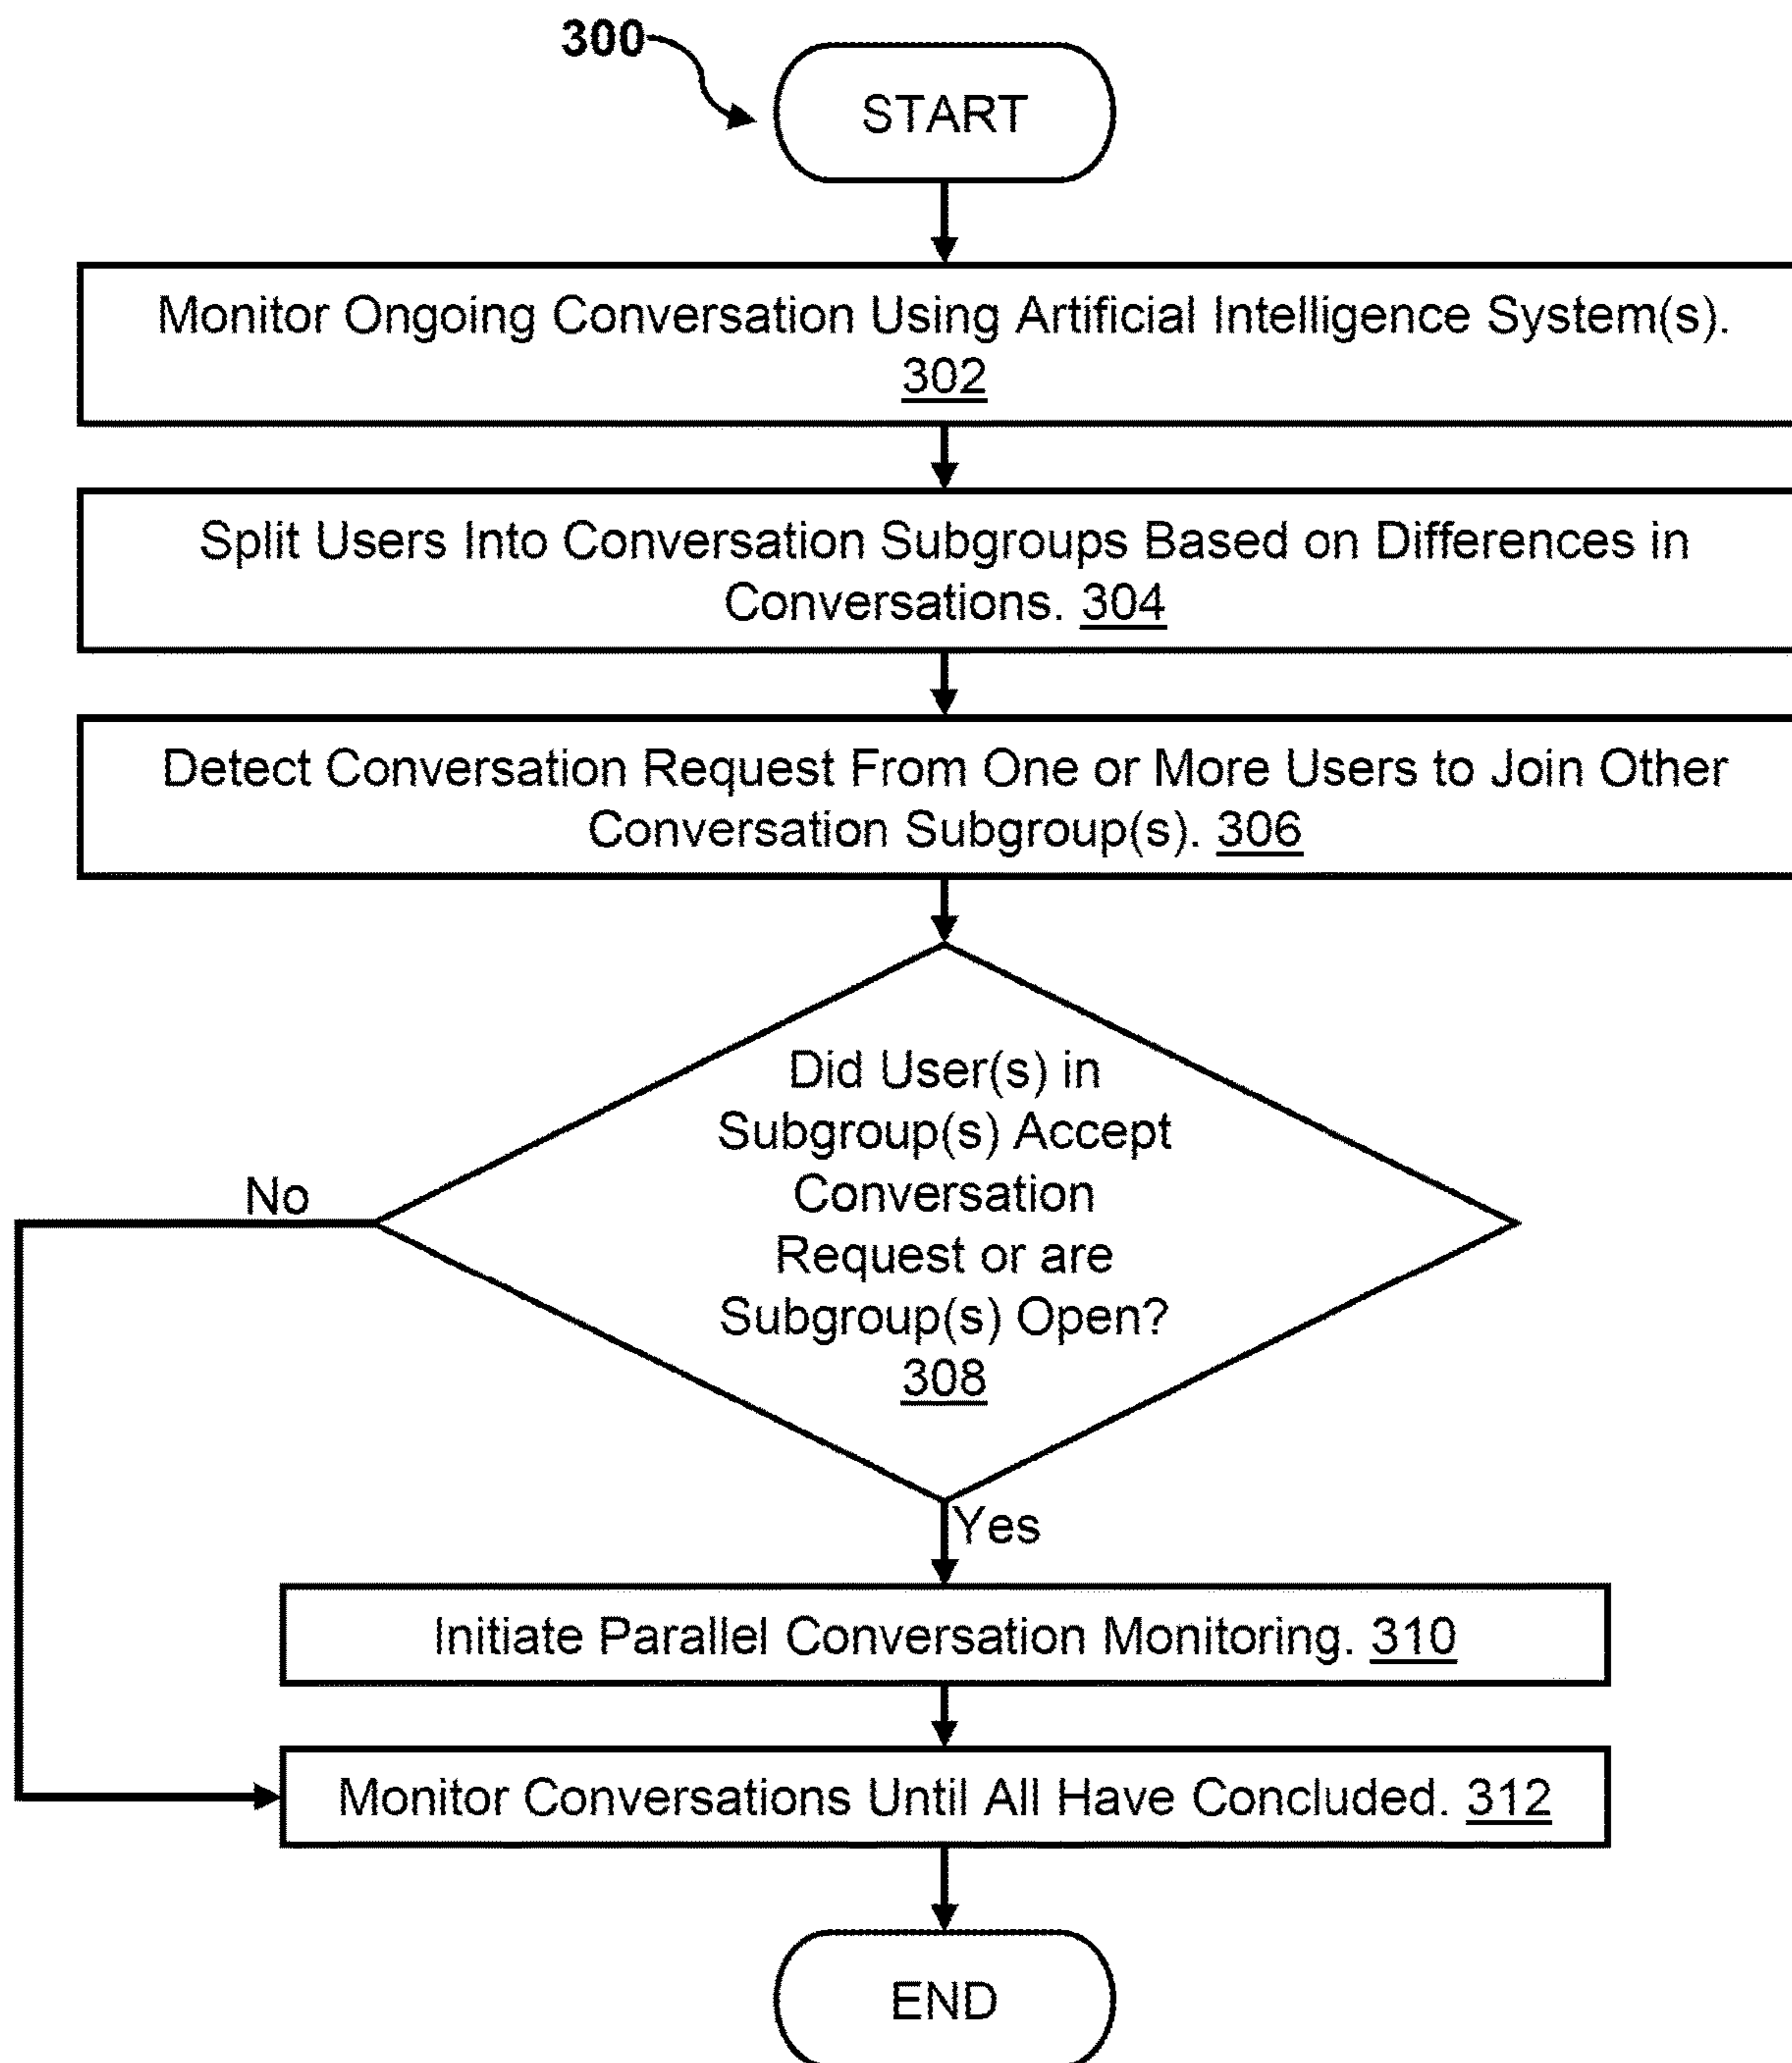 300
START
Monitor Ongoing Conversation Using Artificial Intelligence System(s).
302
Split Users Into Conversation Subgroups Based on Differences in
Conversations. 304
Detect Conversation Request From One or More Users to Join Other
Conversation Subgroup(s). 306
Did User(s) in
Subgroup(s) Accept
Conversation
Request or are
Subgroup(s) Open?
308
No
Yes
Initiate Parallel Conversation Monitoring. 310
Monitor Conversations Until All Have Concluded. 312
END